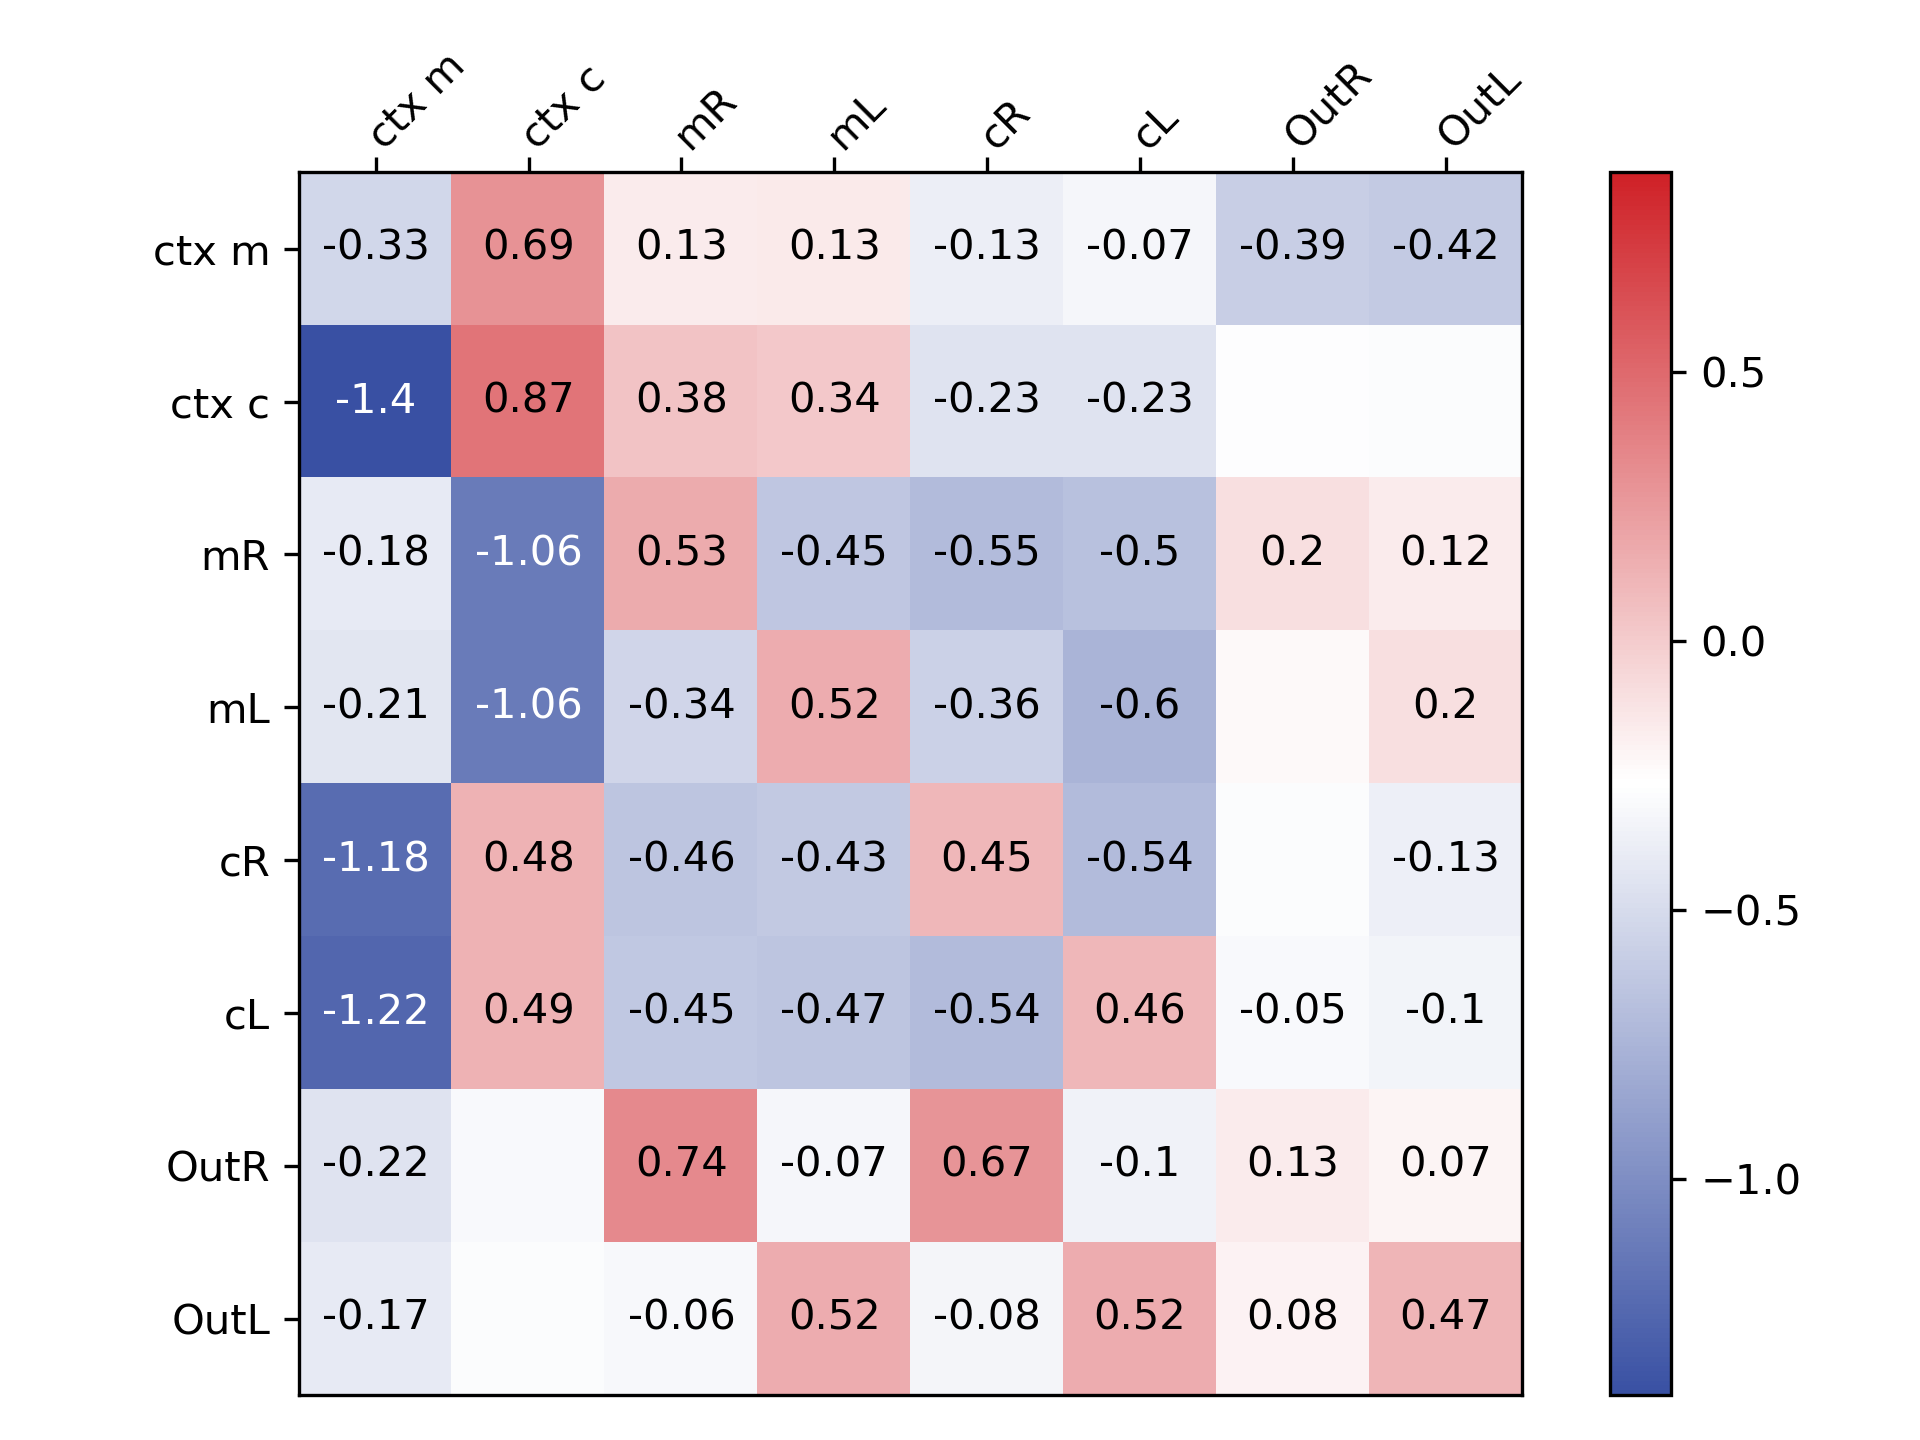 ctx m ctx c mR mL cR cL OutR OutL
ctx m -0.33 0.69 0.13 0.13 -0.13 -0.07 -0.39 -0.42
ctx c -1.4 0.87 0.38 0.34 -0.23 -0.23
mR -0.18 -1.06 0.53 -0.45 -0.55 -0.5 0.2 0.12
mL -0.21 -1.06 -0.34 0.52 -0.36 -0.6 0.2
cR -1.18 0.48 -0.46 -0.43 0.45 -0.54 -0.13
cL -1.22 0.49 -0.45 -0.47 -0.54 0.46 -0.05 -0.1
OutR -0.22 0.74 -0.07 0.67 -0.1 0.13 0.07
OutL -0.17 -0.06 0.52 -0.08 0.52 0.08 0.47
0.5
0.0
−0.5
−1.0